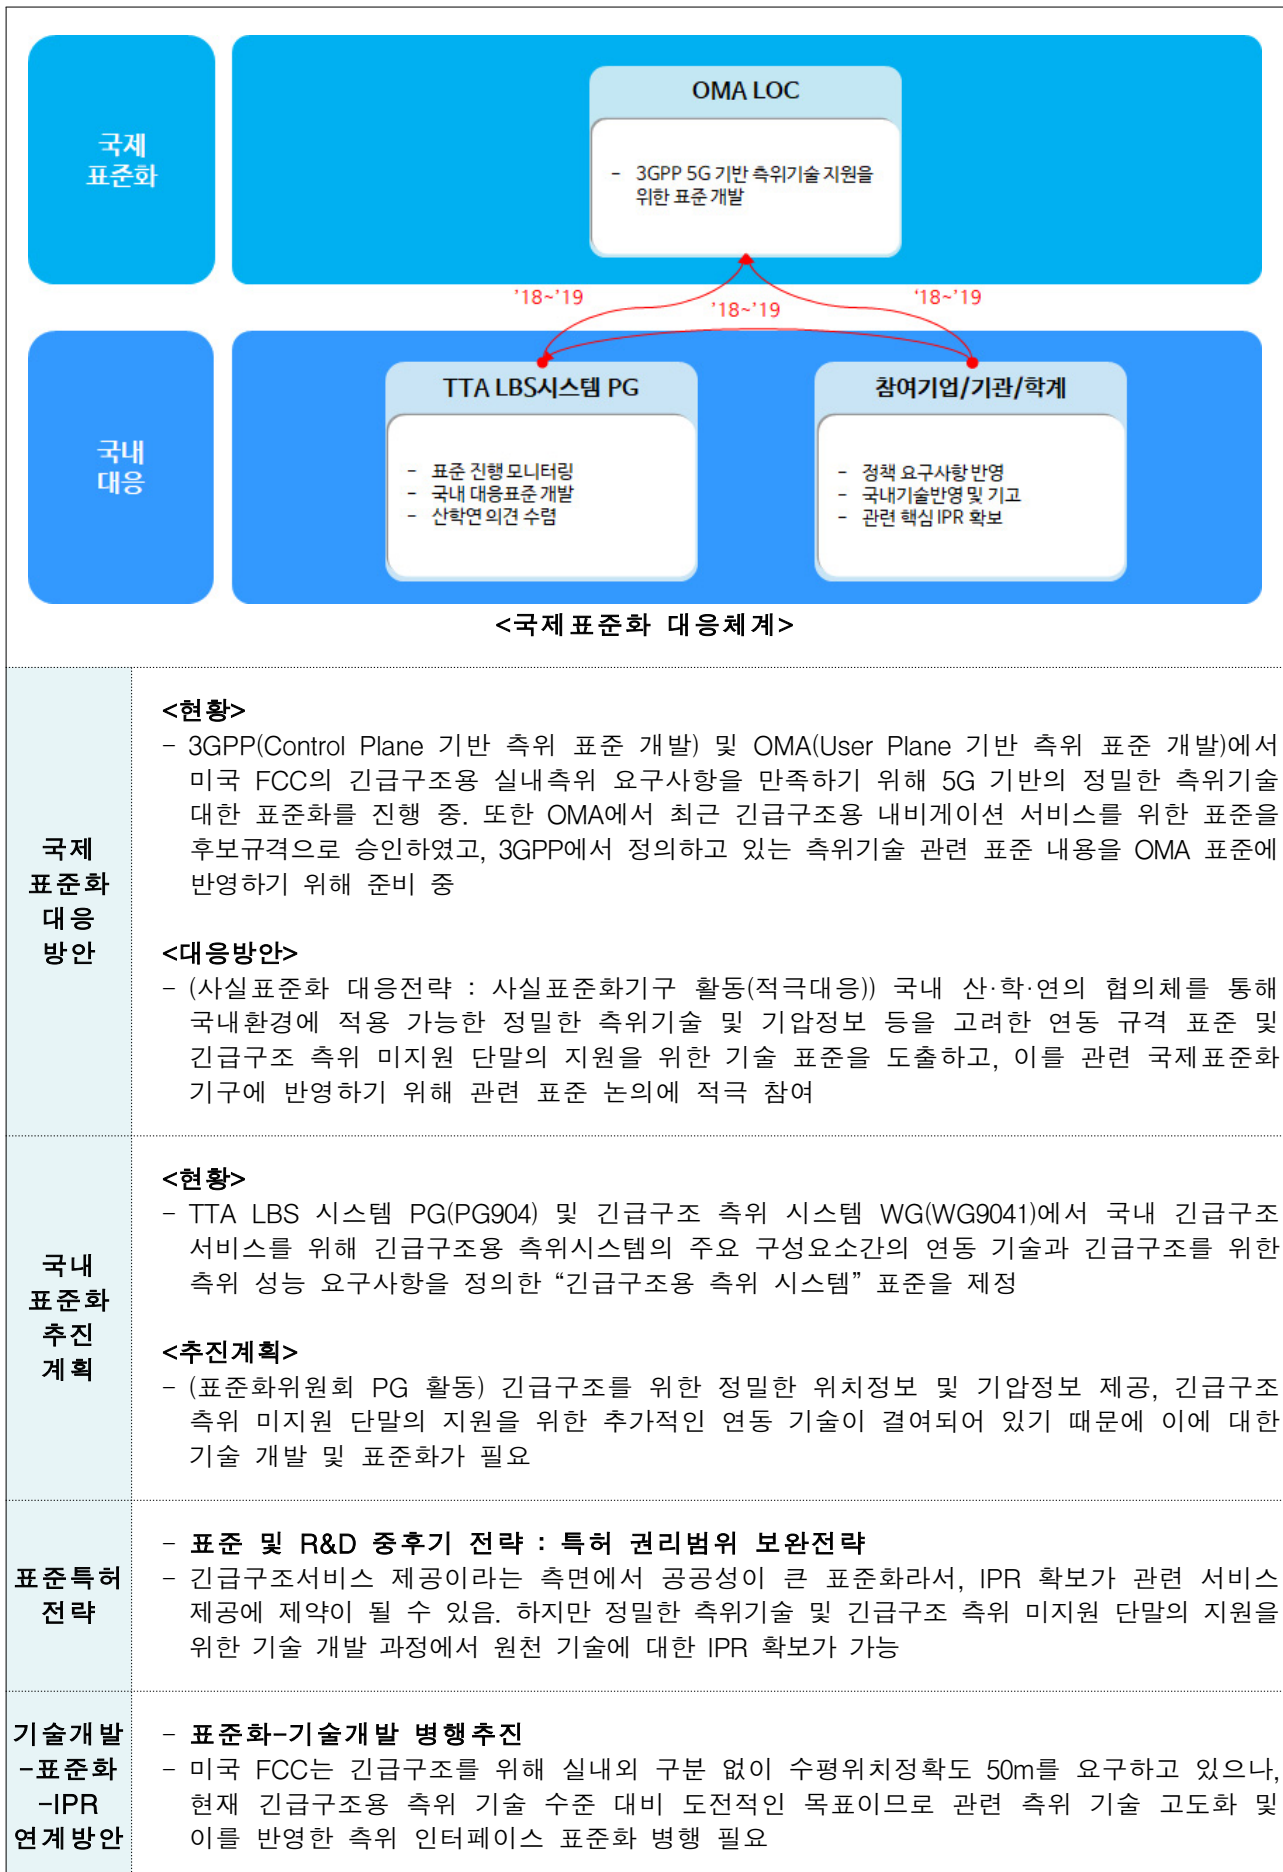 국제
표준화
OMA LOC
- 3GPP 5G 기반 측위기술 지원을
위한 표준 개발
'18~'19
'18~'19
'18~'19
국내
대응
TTA LBS시스템 PG
- 표준 진행 모니터링
- 국내 대응표준 개발
- 산학연 의견 수렴
참여기업/기관/학계
- 정책 요구사항 반영
- 국내기술반영 및 기고
- 관련 핵심 IPR 확보
<국제표준화 대응체계>
국제
표준화
대응
방안
<현황>
- 3GPP(Control Plane 기반 측위 표준 개발) 및 OMA(User Plane 기반 측위 표준 개발)에서
미국 FCC의 긴급구조용 실내측위 요구사항을 만족하기 위해 5G 기반의 정밀한 측위기술
대한 표준화를 진행 중. 또한 OMA에서 최근 긴급구조용 내비게이션 서비스를 위한 표준을
후보규격으로 승인하였고, 3GPP에서 정의하고 있는 측위기술 관련 표준 내용을 OMA 표준에
반영하기 위해 준비 중
<대응방안>
- (사실표준화 대응전략 : 사실표준화기구 활동(적극대응)) 국내 산·학·연의 협의체를 통해
국내환경에 적용 가능한 정밀한 측위기술 및 기압정보 등을 고려한 연동 규격 표준 및
긴급구조 측위 미지원 단말의 지원을 위한 기술 표준을 도출하고, 이를 관련 국제표준화
기구에 반영하기 위해 관련 표준 논의에 적극 참여
국내
표준화
추진
계획
<현황>
- TTA LBS 시스템 PG(PG904) 및 긴급구조 측위 시스템 WG(WG9041)에서 국내 긴급구조
서비스를 위해 긴급구조용 측위시스템의 주요 구성요소간의 연동 기술과 긴급구조를 위한
측위 성능 요구사항을 정의한 “긴급구조용 측위 시스템” 표준을 제정
<추진계획>
- (표준화위원회 PG 활동) 긴급구조를 위한 정밀한 위치정보 및 기압정보 제공, 긴급구조
측위 미지원 단말의 지원을 위한 추가적인 연동 기술이 결여되어 있기 때문에 이에 대한
기술 개발 및 표준화가 필요
표준특허
전략
- 표준 및 R&D 중후기 전략 : 특허 권리범위 보완전략
- 긴급구조서비스 제공이라는 측면에서 공공성이 큰 표준화라서, IPR 확보가 관련 서비스
제공에 제약이 될 수 있음. 하지만 정밀한 측위기술 및 긴급구조 측위 미지원 단말의 지원을
위한 기술 개발 과정에서 원천 기술에 대한 IPR 확보가 가능
기술개발
-표준화
-IPR
연계방안
- 표준화-기술개발 병행추진
- 미국 FCC는 긴급구조를 위해 실내외 구분 없이 수평위치정확도 50m를 요구하고 있으나,
현재 긴급구조용 측위 기술 수준 대비 도전적인 목표이므로 관련 측위 기술 고도화 및
이를 반영한 측위 인터페이스 표준화 병행 필요